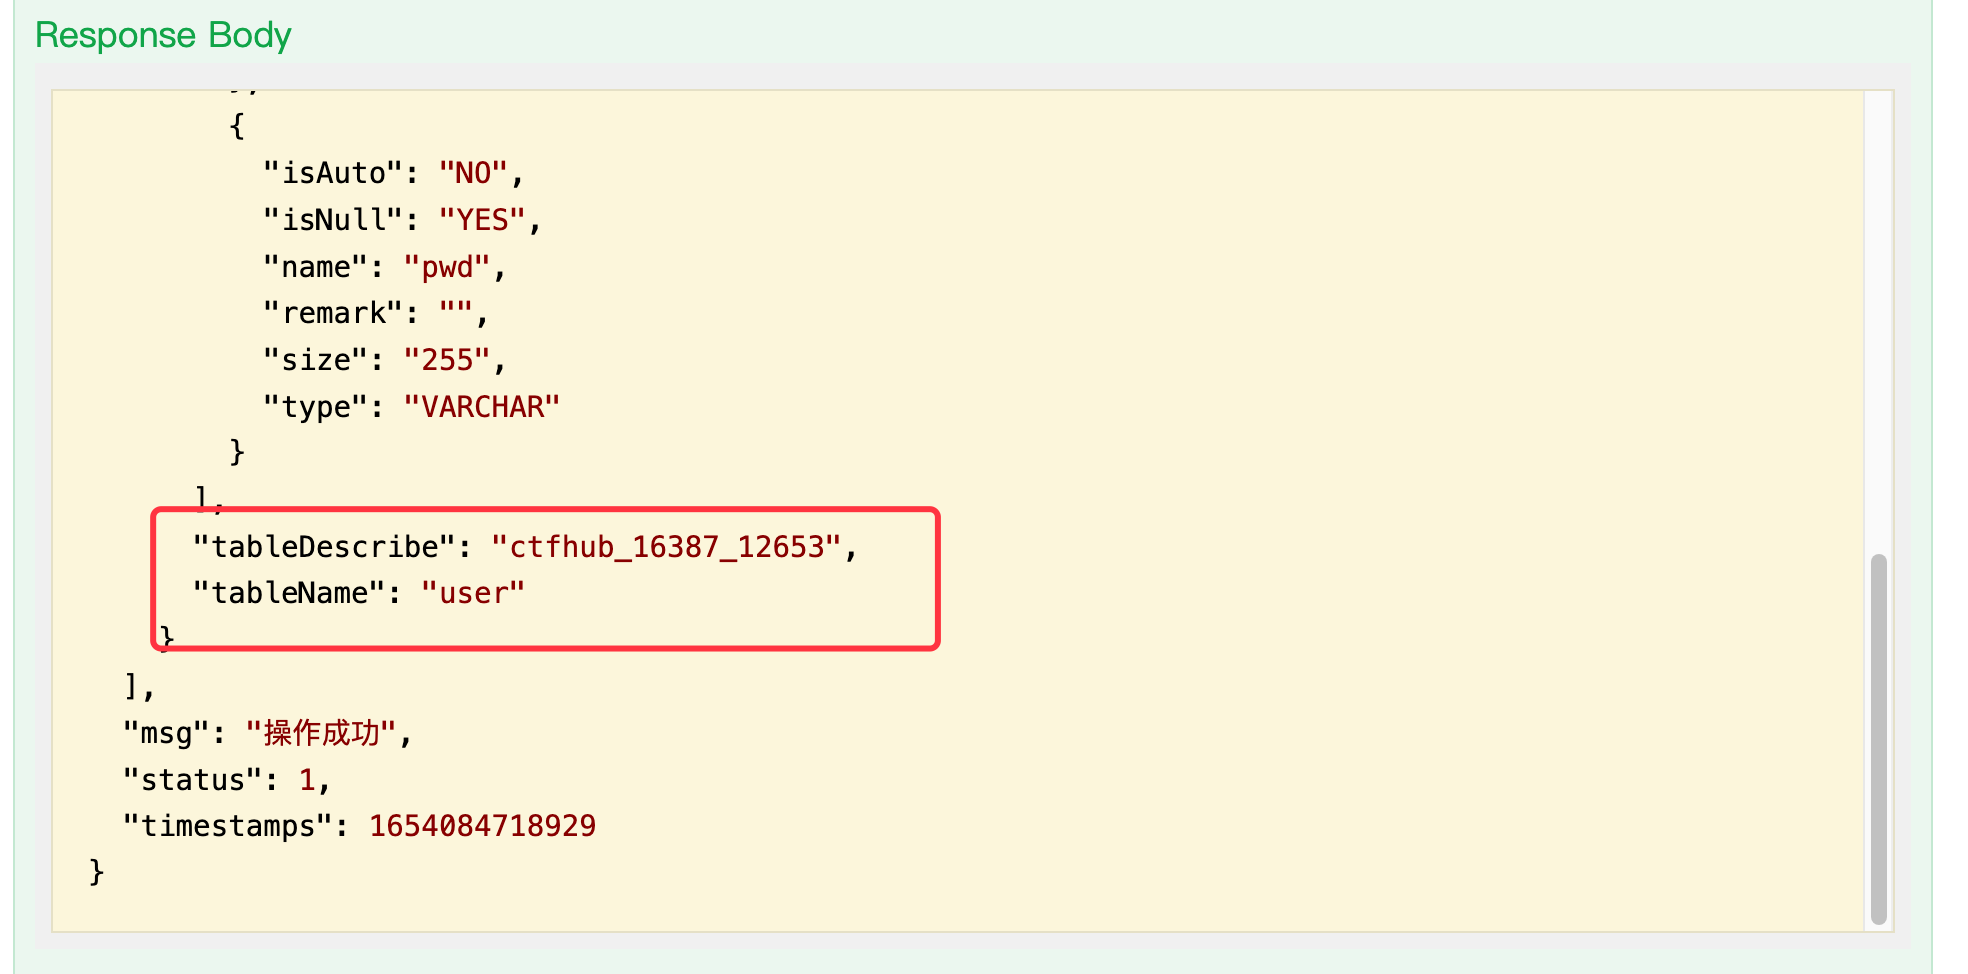 Response Body
{
"isAuto": "NO",
"isNull": "YES",
"name": "pwd",
"remark": "",
"size": "255",
"type": "VARCHAR"
}
],
"tableDescribe": "ctfhub_16387_12653",
"tableName": "user"
}
],
"msg": "操作成功",
"status": 1,
"timestamps": 1654084718929
}